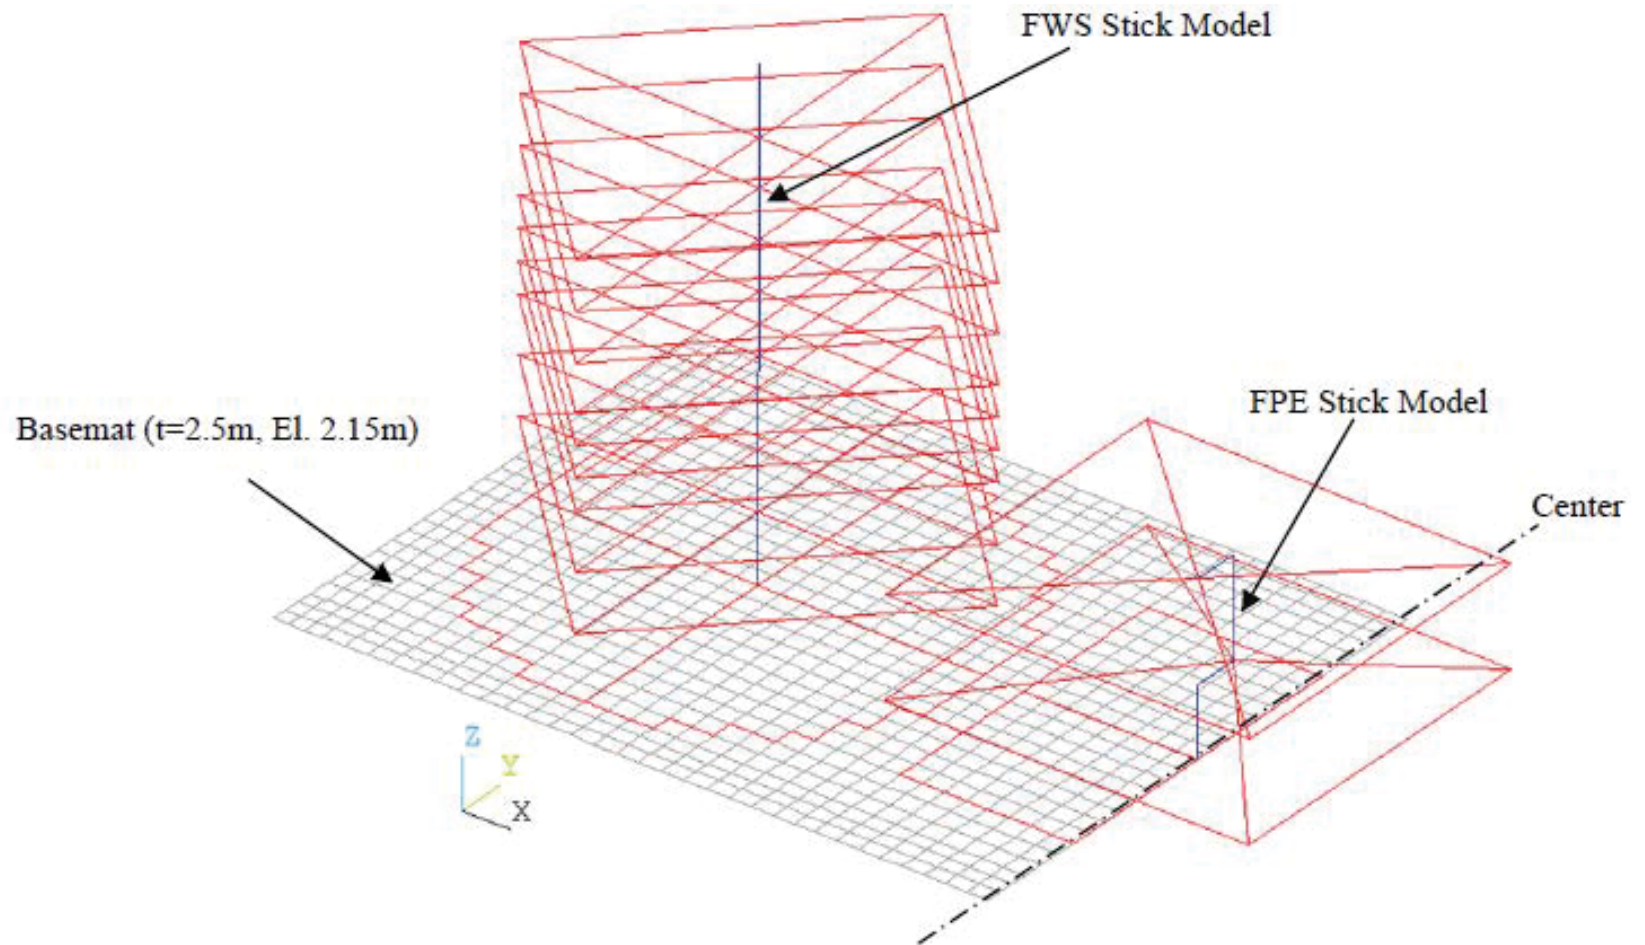 FWS Stick Model
FPE Stick Model
Basemat (t=2.5m, El. 2.15m)
Center
Z
Y
X